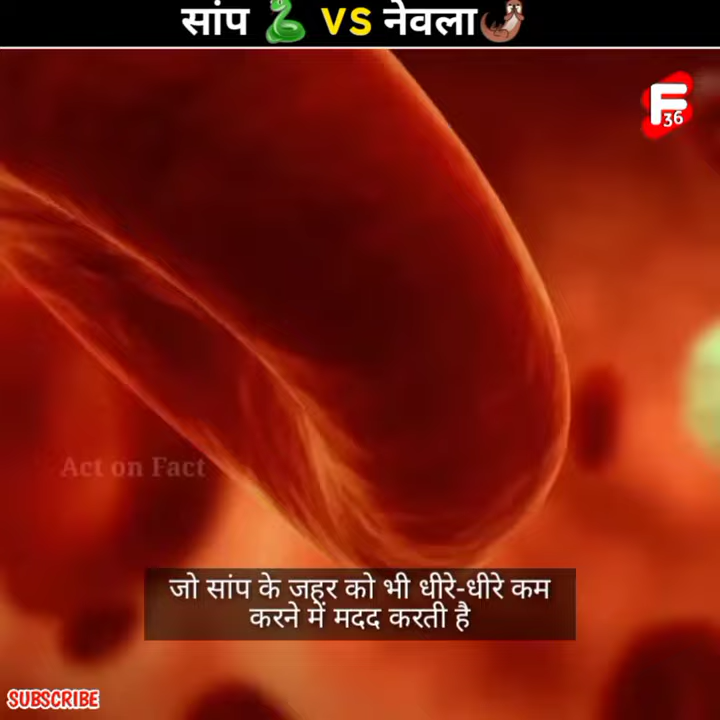 सांप 🐍 VS नेवला
F
36
Act on Fact
जो सांप के जहर को भी धीरे-धीरे कम
करने में मदद करती है
SUBSCRIBE